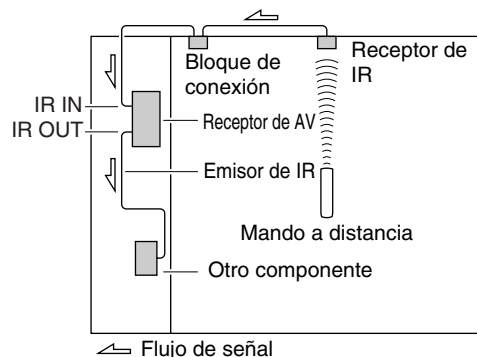 Bloque de
conexión
Receptor de
IR
IR IN
IR OUT
Receptor de AV
Emisor de IR
Mando a distancia
Otro componente
Flujo de señal